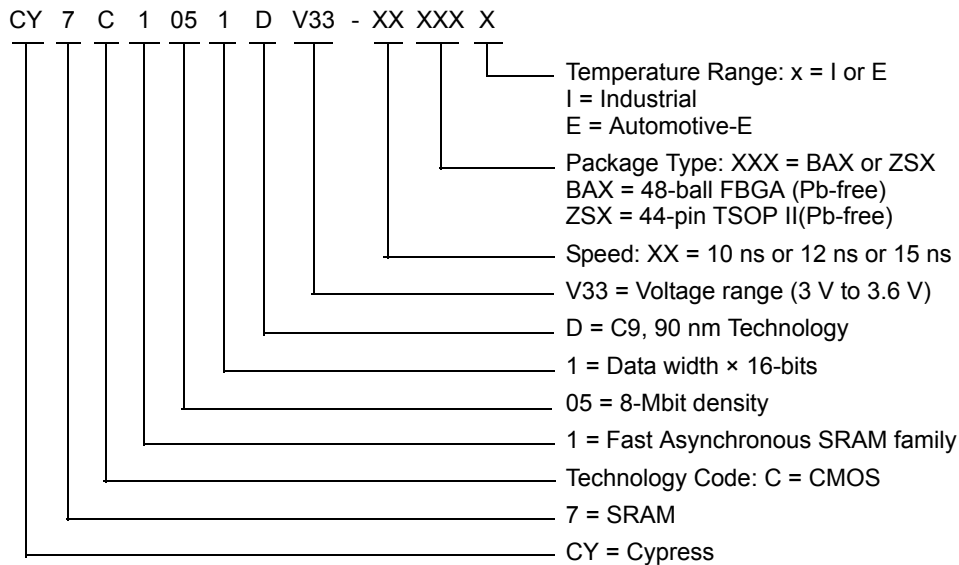 CY 7 C 1 05 1 D V33 - XX XXX X
Temperature Range: x = I or E
I = Industrial
E = Automotive-E
Package Type: XXX = BAX or ZSX
BAX = 48-ball FBGA (Pb-free)
ZSX = 44-pin TSOP II(Pb-free)
Speed: XX = 10 ns or 12 ns or 15 ns
V33 = Voltage range (3 V to 3.6 V)
D = C9, 90 nm Technology
1 = Data width × 16-bits
05 = 8-Mbit density
1 = Fast Asynchronous SRAM family
Technology Code: C = CMOS
7 = SRAM
CY = Cypress